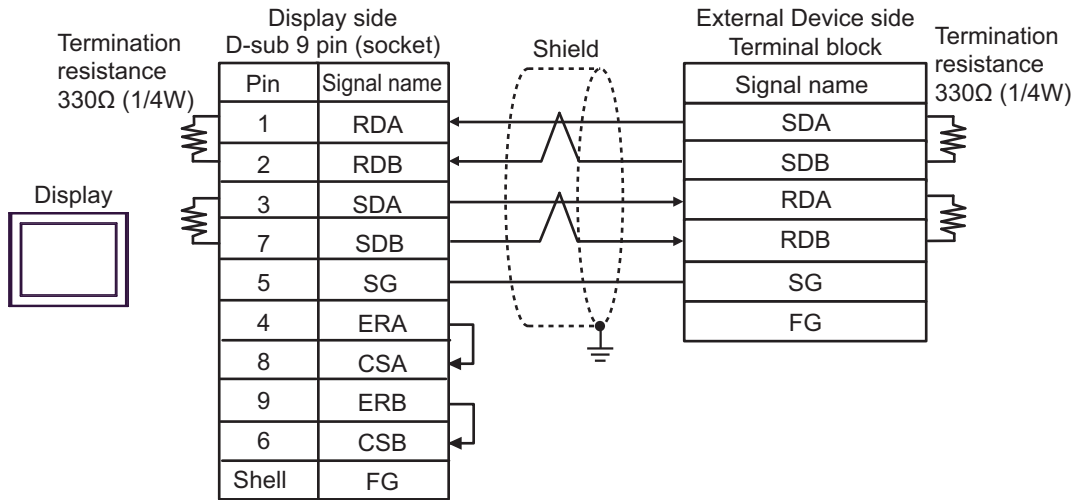 Display side
D-sub 9 pin (socket)
Termination
resistance
330Ω (1/4W)
Shield
External Device side
Terminal block
Termination
resistance
330Ω (1/4W)
Display
Pin Signal name
1 RDA
2 RDB
3 SDA
7 SDB
5 SG
4 ERA
8 CSA
9 ERB
6 CSB
Shell FG
Signal name
SDA
SDB
RDA
RDB
SG
FG